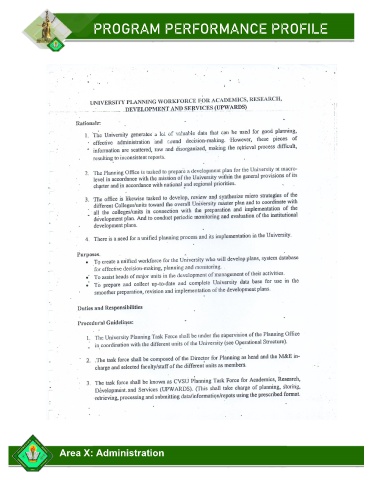 PROGRAM PERFORMANCE PROFILE
UNIVERSITY PLANNING WORKFORCE FOR ACADEMICS, RESEARCH,
DEVELOPMENT AND SERVICES (UPWARDS)
Rationale:
1. The University generates a lot of valuable data that can be used for good planning,
effective administration and sound decision-making. However, these pieces of
information are scattered, raw and disorganized, making the retrieval process difficult,
resulting to inconsistent reports.
2. The Planning Office is tasked to prepare a development plan for the University at macro-
level in accordance with the mission of the University within the general provisions of its
charter and in accordance with national and regional priorities.
3. The office is likewise tasked to develop, review and synthesize micro strategies of the
different Colleges/units toward the overall University master plan and to coordinate with
all the colleges/units in connection with the preparation and implementation of the
development plan. And to conduct periodic monitoring and evaluation of the institutional
development plans.
4. There is a need for a unified planning process and its implementation in the University.
Purposes.
• To create a unified workforce for the University who will develop plans, system database
for effective decision-making, planning and monitoring.
• To assist heads of major units in the development of management of their activities.
• To prepare and collect up-to-date and complete University data base for use in the
smoother preparation, revision and implementation of the development plans.
Duties and Responsibilities
Procedural Guidelines:
1. The University Planning Task Force shall be under the supervision of the Planning Office
in coordination with the different units of the University (see Operational Structure).
2. The task force shall be composed of the Director for Planning as head and the M&E in-
charge and selected faculty/staff of the different units as members.
3. The task force shall be known as CVSU Planning Task Force for Academics, Research,
Development and Services (UPWARDS). (This shall take charge of planning, storing,
retrieving, processing and submitting data/information/repots using the prescribed format.
Area X: Administration